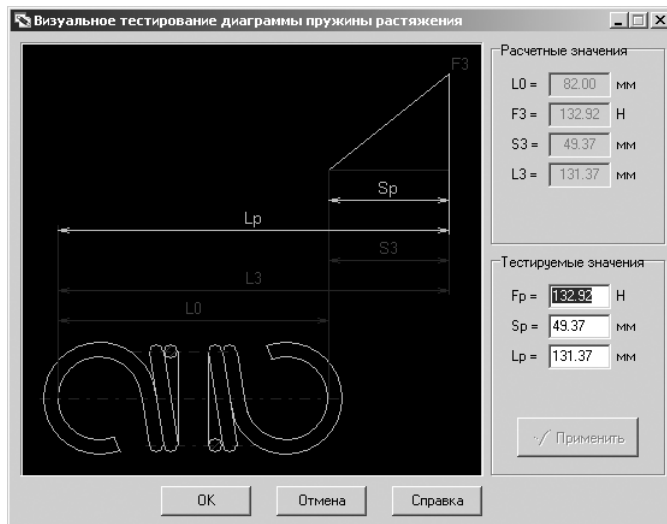 Визуальное тестирование диаграммы пружины растяжения
F3
Sp
Lp
S3
L3
L0
Расчетные значения
L0 = 82.00 мм
F3 = 132.92 Н
S3 = 49.37 мм
L3 = 131.37 мм
Тестируемые значения
Fp = 132.92 Н
Sp = 49.37 мм
Lp = 131.37 мм
Применить
OK
Отмена
Справка